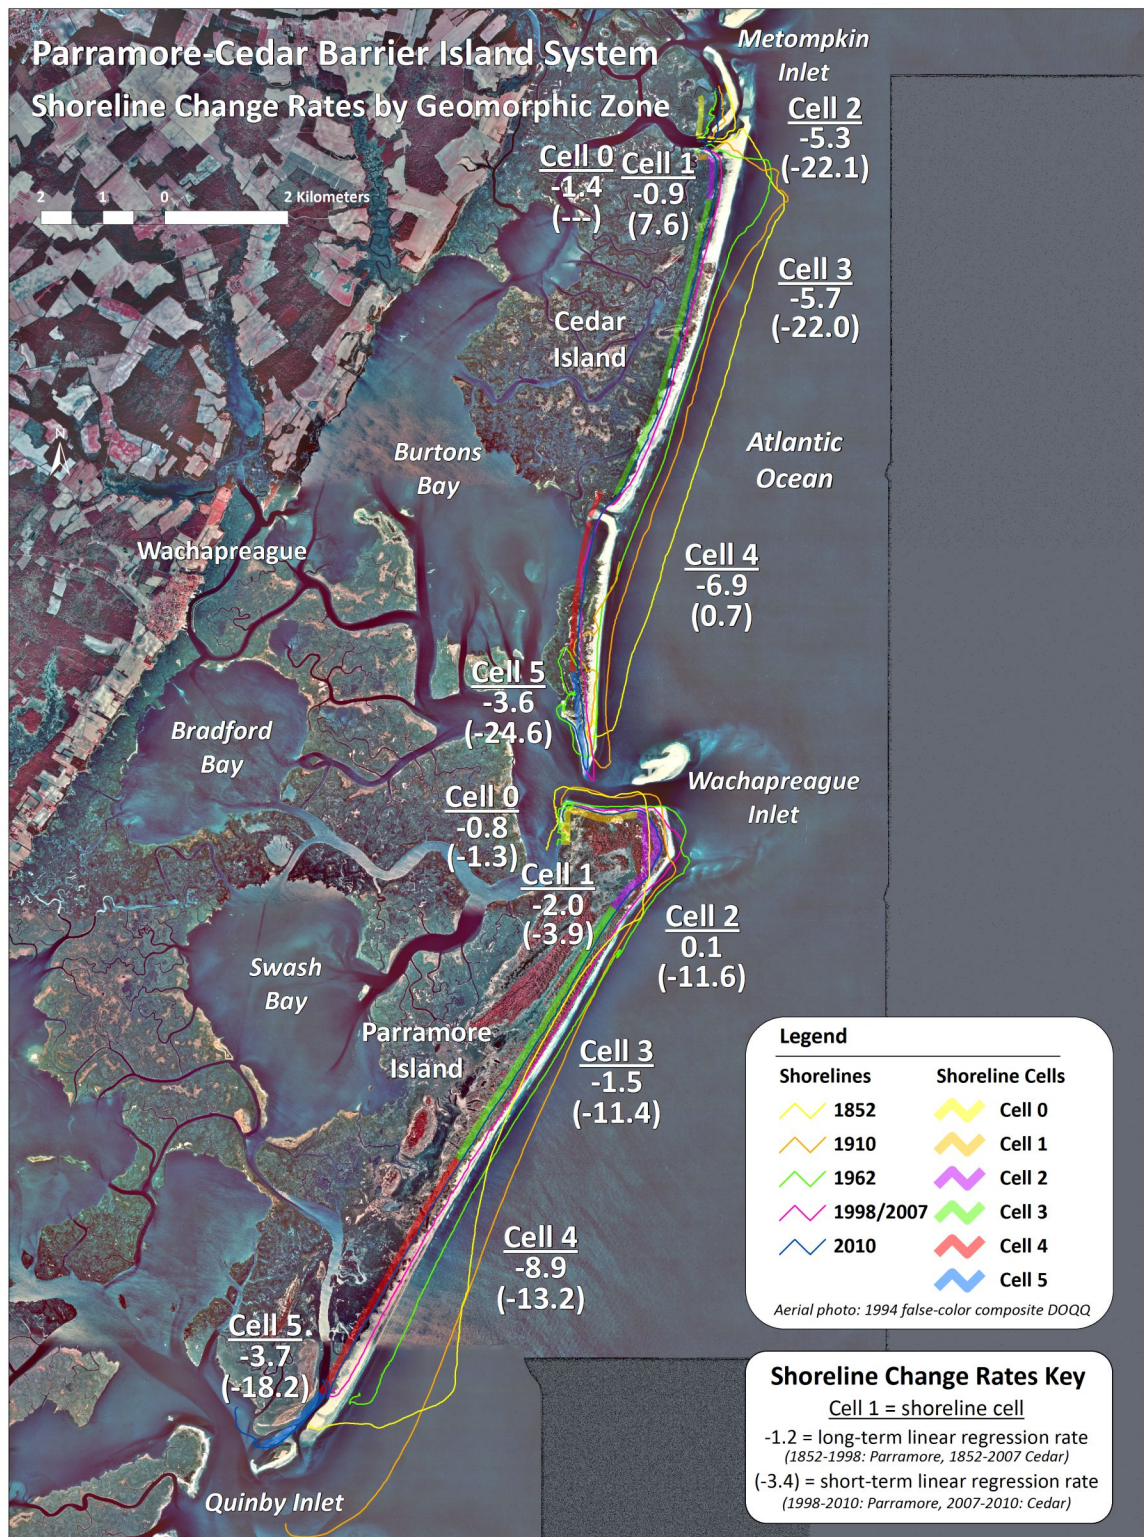 Parramore-Cedar Barrier Island System
Shoreline Change Rates by Geomorphic Zone
Metompkin
Inlet
Cell 2
-5.3
(-22.1)
Cell 0
-1.4
(---)
Cell 1
-0.9
(7.6)
2 1 0 2 Kilometers
Cell 3
-5.7
(-22.0)
Cedar
Island
N
Burtons
Bay
Atlantic
Ocean
Wachapreague
Cell 4
-6.9
(0.7)
Cell 5
-3.6
(-24.6)
Bradford
Bay
Wachapreague
Inlet
Cell 0
-0.8
(-1.3)
Cell 1
-2.0
(-3.9)
Cell 2
0.1
(-11.6)
Swash
Bay
Parramore
Island
Cell 3
-1.5
(-11.4)
Cell 4
-8.9
(-13.2)
Cell 5
-3.7
(-18.2)
Quinby Inlet
Legend
Shorelines
1852
1910
1962
1998/2007
2010
Shoreline Cells
Cell 0
Cell 1
Cell 2
Cell 3
Cell 4
Cell 5
Aerial photo: 1994 false-color composite DOQQ
Shoreline Change Rates Key
Cell 1 = shoreline cell
-1.2 = long-term linear regression rate
(1852-1998: Parramore, 1852-2007 Cedar)
(-3.4) = short-term linear regression rate
(1998-2010: Parramore, 2007-2010: Cedar)